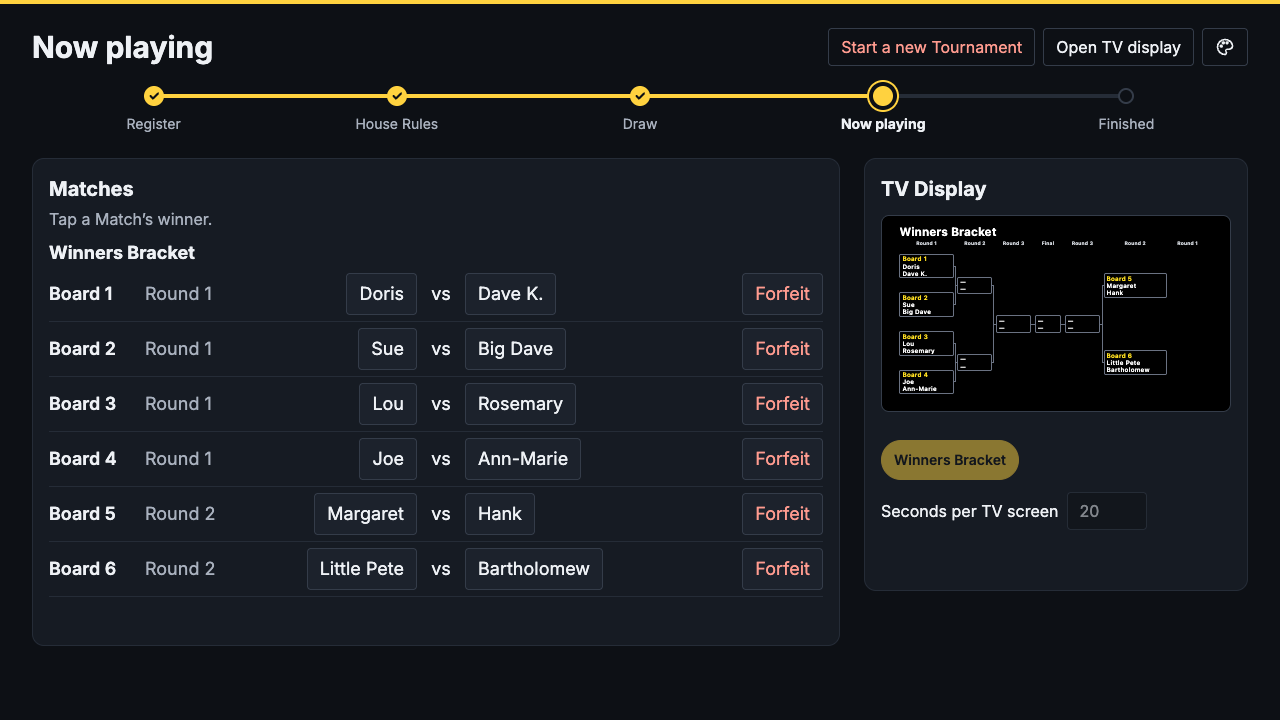 Now playing
Start a new Tournament
Open TV display
Register
House Rules
Draw
Now playing
Finished
Matches
Tap a Match's winner.
Winners Bracket
Board 1 Round 1 Doris vs Dave K. Forfeit
Board 2 Round 1 Sue vs Big Dave Forfeit
Board 3 Round 1 Lou vs Rosemary Forfeit
Board 4 Round 1 Joe vs Ann-Marie Forfeit
Board 5 Round 2 Margaret vs Hank Forfeit
Board 6 Round 2 Little Pete vs Bartholomew Forfeit
TV Display
Winners Bracket
Round 1 Round 2 Round 3 Final Round 3 Round 2 Round 1
Board 1
Doris
Dave K.
Board 2
Sue
Big Dave
Board 3
Lou
Rosemary
Board 4
Joe
Ann-Marie
Board 5
Margaret
Hank
Board 6
Little Pete
Bartholomew
Winners Bracket
Seconds per TV screen 20